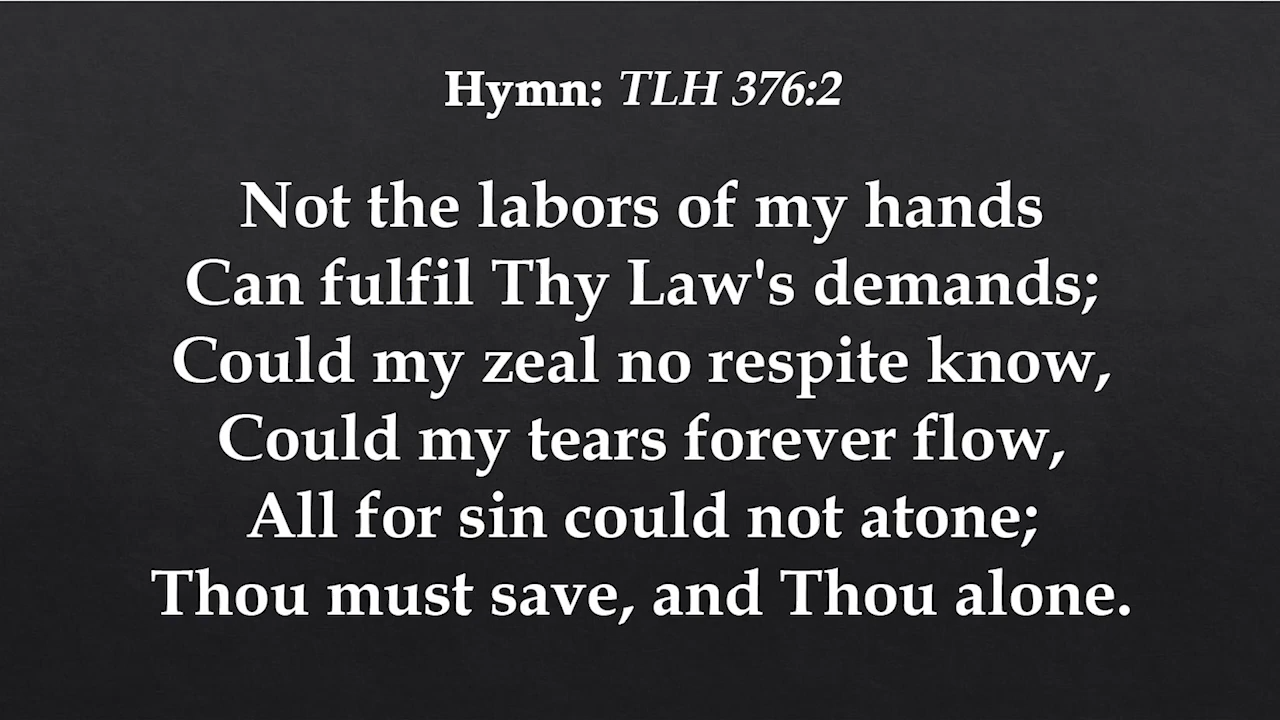 Hymn: TLH 376:2
Not the labors of my hands
Can fulfil Thy Law's demands;
Could my zeal no respite know,
Could my tears forever flow,
All for sin could not atone;
Thou must save, and Thou alone.